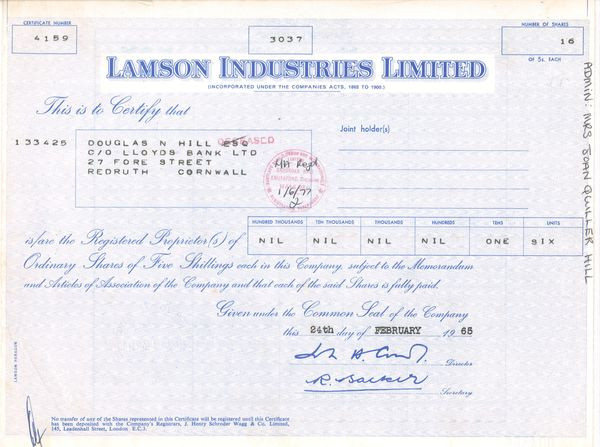 CERTIFICATE NUMBER
4159
3037
NUMBER OF SHARES
16
OF 5s. EACH
LAMSON INDUSTRIES LIMITED
(INCORPORATED UNDER THE COMPANIES ACTS, 1862 TO 1900.)
This is to Certify that
133425
DOUGLAS N HILL ESQ DECEASED
C/O LLOYDS BANK LTD
27 FORE STREET
REDRUTH CORNWALL
Joint holder(s)
Regd
1/6/77
ADMIN: MRS JOAN QUILLER HILL
HUNDRED THOUSANDS TEN THOUSANDS THOUSANDS HUNDREDS TENS UNITS
NIL NIL NIL NIL ONE SIX
is/are the Registered Proprietor(s) of
Ordinary Shares of Five Shillings each in this Company, subject to the Memorandum
and Articles of Association of the Company and that each of the said Shares is fully paid.
Given under the Common Seal of the Company
this 24th day of FEBRUARY 1965
Director
R. Barker
Secretary
LAMSON PARAGON
No transfer of any of the Shares represented in this Certificate will be registered until this Certificate
has been deposited with the Company's Registrars, J. Henry Schroder Wagg & Co. Limited,
145, Leadenhall Street, London E.C.3.